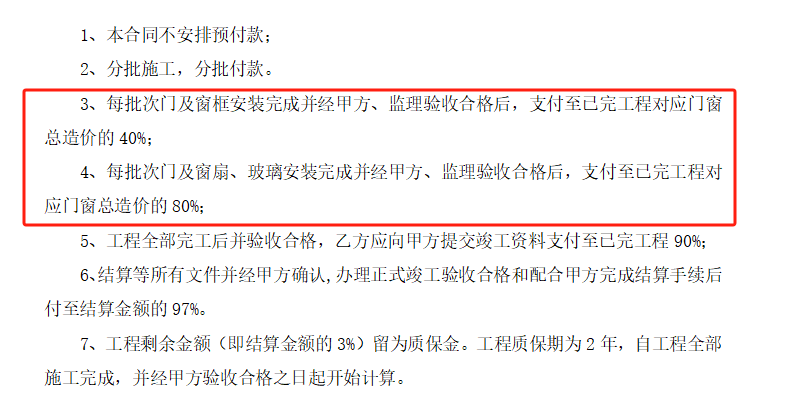 1、本合同不安排预付款；
2、分批施工，分批付款。
3、每批次门及窗框安装完成并经甲方、监理验收合格后，支付至已完工程对应门窗
总造价的 40%；
4、每批次门及窗扇、玻璃安装完成并经甲方、监理验收合格后，支付至已完工程对
应门窗总造价的 80%；
5、工程全部完工后并验收合格，乙方应向甲方提交竣工资料支付至已完工程 90%；
6、结算等所有文件并经甲方确认,办理正式竣工验收合格和配合甲方完成结算手续后
付至结算金额的 97%。
7、工程剩余金额（即结算金额的 3%）留为质保金。工程质保期为 2 年，自工程全部
施工完成，并经甲方验收合格之日起开始计算。